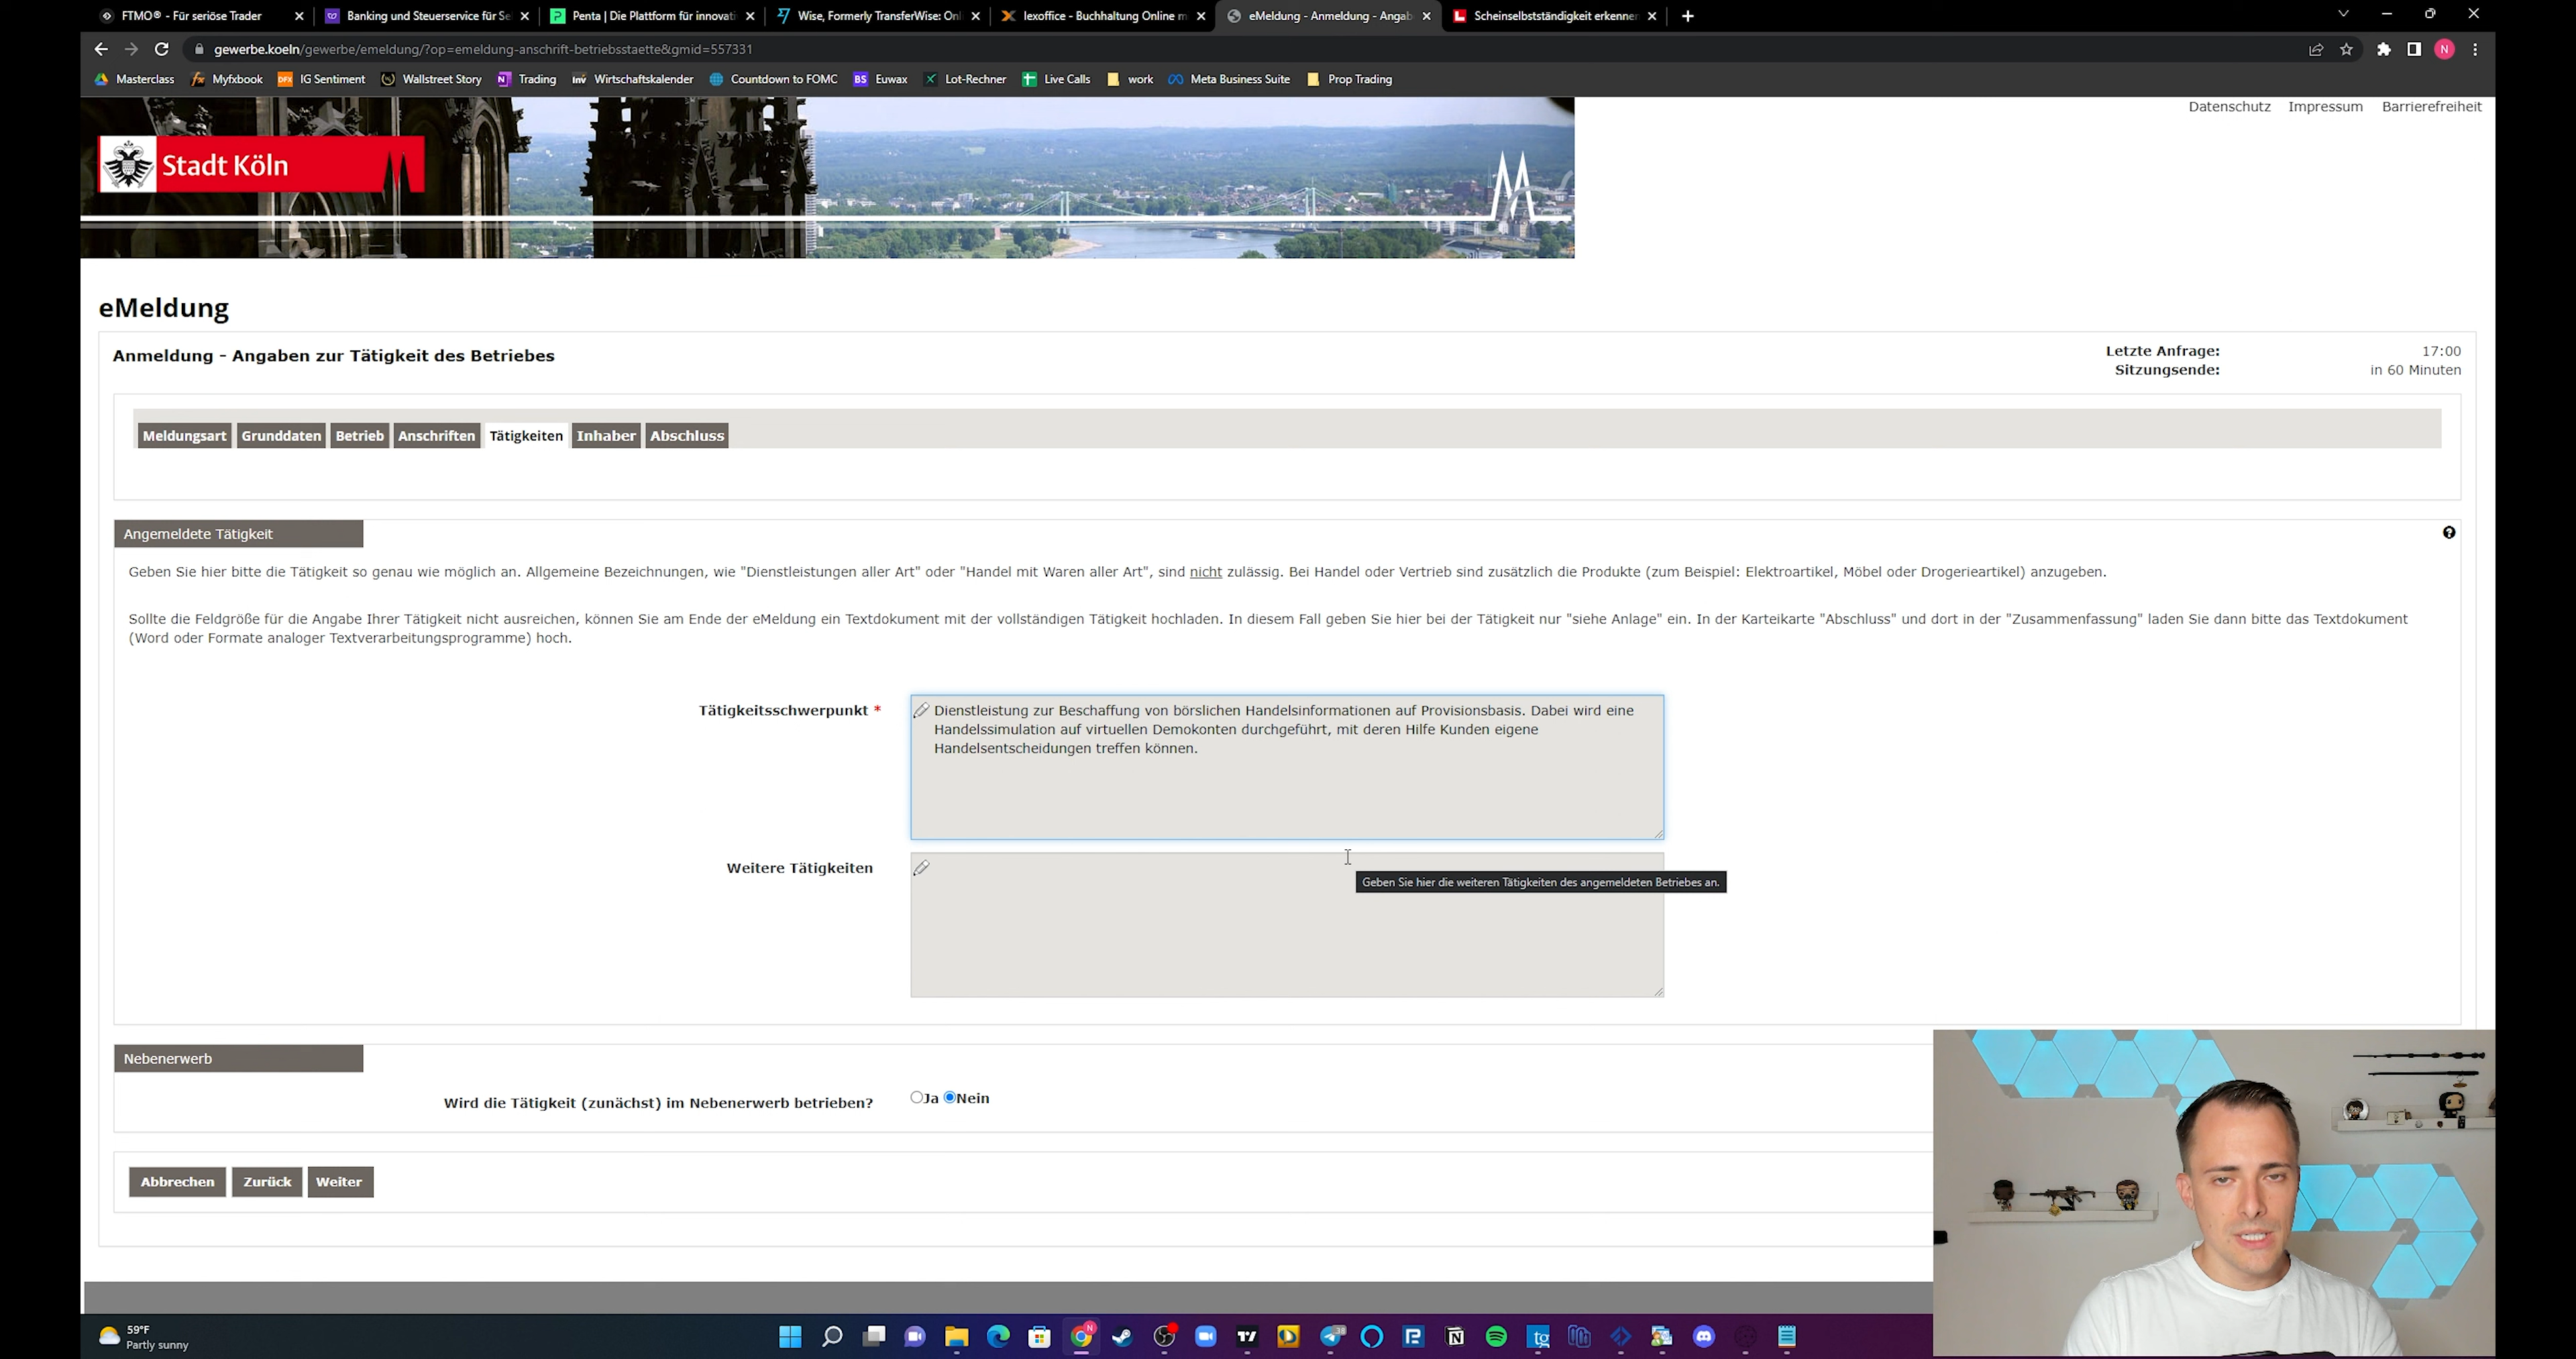 FTMO® - Für seriöse Trader
Banking und Steuerservice für Se
Penta | Die Plattform für innovati
Wise, Formerly TransferWise: Onl
lexoffice - Buchhaltung Online m
eMeldung - Anmeldung - Angab
Scheinselbstständigkeit erkennen
gewerbe.koeln/gewerbe/emeldung/?op=emeldung-anschrift-betriebsstaette&gmid=557331
N
Masterclass
Myfxbook
IG Sentiment
Wallstreet Story
Trading
Wirtschaftskalender
Countdown to FOMC
BS Euwax
Lot-Rechner
Live Calls
work
Meta Business Suite
Prop Trading
Datenschutz Impressum Barrierefreiheit
Stadt Köln
eMeldung
Anmeldung - Angaben zur Tätigkeit des Betriebes
Letzte Anfrage: 17:00
Sitzungsende: in 60 Minuten
Meldungsart Grunddaten Betrieb Anschriften Tätigkeiten Inhaber Abschluss
Angemeldete Tätigkeit
Geben Sie hier bitte die Tätigkeit so genau wie möglich an. Allgemeine Bezeichnungen, wie "Dienstleistungen aller Art" oder "Handel mit Waren aller Art", sind nicht zulässig. Bei Handel oder Vertrieb sind zusätzlich die Produkte (zum Beispiel: Elektroartikel, Möbel oder Drogerieartikel) anzugeben.
Sollte die Feldgröße für die Angabe Ihrer Tätigkeit nicht ausreichen, können Sie am Ende der eMeldung ein Textdokument mit der vollständigen Tätigkeit hochladen. In diesem Fall geben Sie hier bei der Tätigkeit nur "siehe Anlage" ein. In der Karteikarte "Abschluss" und dort in der "Zusammenfassung" laden Sie dann bitte das Textdokument
(Word oder Formate analoger Textverarbeitungsprogramme) hoch.
Tätigkeitsschwerpunkt *
Dienstleistung zur Beschaffung von börslichen Handelsinformationen auf Provisionsbasis. Dabei wird eine
Handelssimulation auf virtuellen Demokonten durchgeführt, mit deren Hilfe Kunden eigene
Handelsentscheidungen treffen können.
Weitere Tätigkeiten
Geben Sie hier die weiteren Tätigkeiten des angemeldeten Betriebes an.
Nebenerwerb
Wird die Tätigkeit (zunächst) im Nebenerwerb betrieben? Ja Nein
Abbrechen Zurück Weiter
59°F
Partly sunny